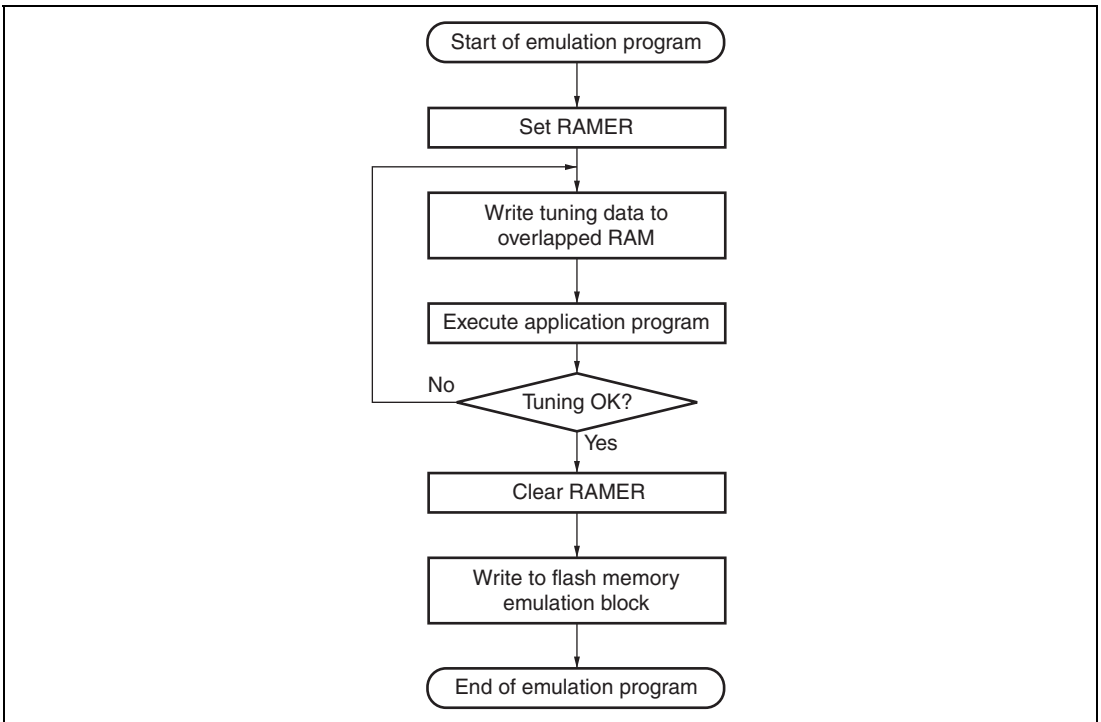 Start of emulation program
Set RAMER
Write tuning data to
overlapped RAM
Execute application program
No
Tuning OK?
Yes
Clear RAMER
Write to flash memory
emulation block
End of emulation program